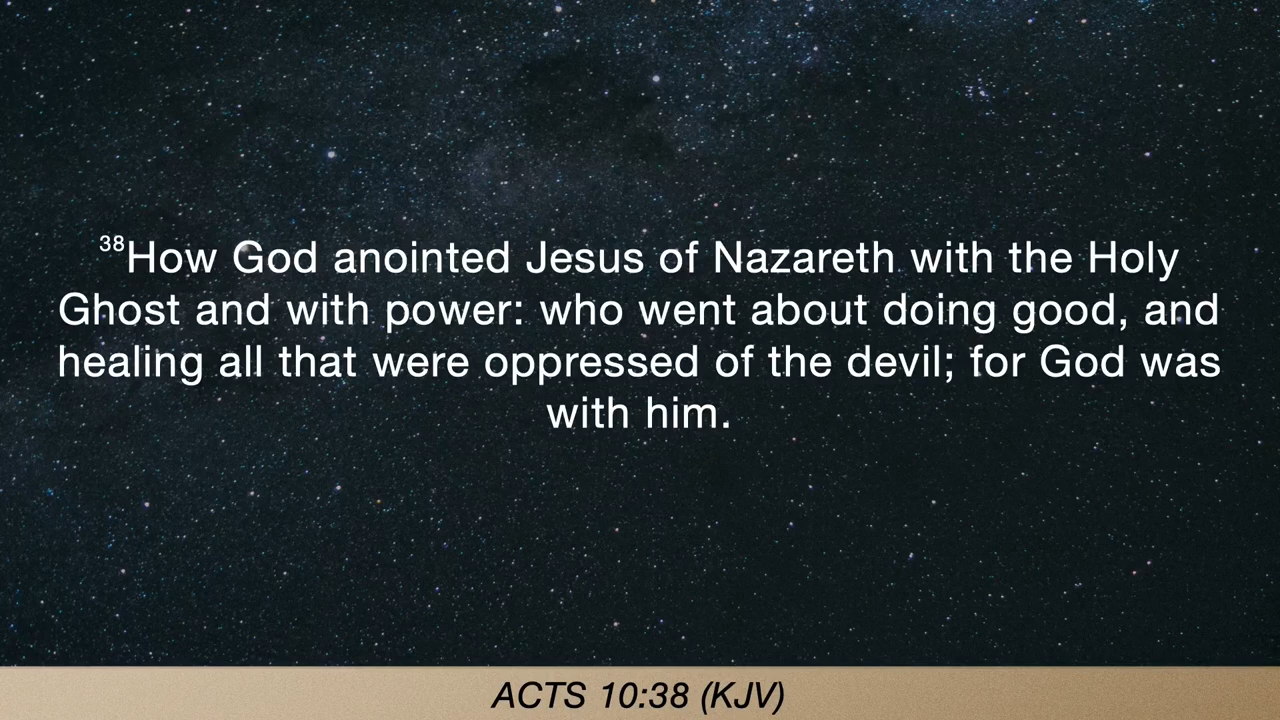 38How God anointed Jesus of Nazareth with the Holy
Ghost and with power: who went about doing good, and
healing all that were oppressed of the devil; for God was
with him.
ACTS 10:38 (KJV)